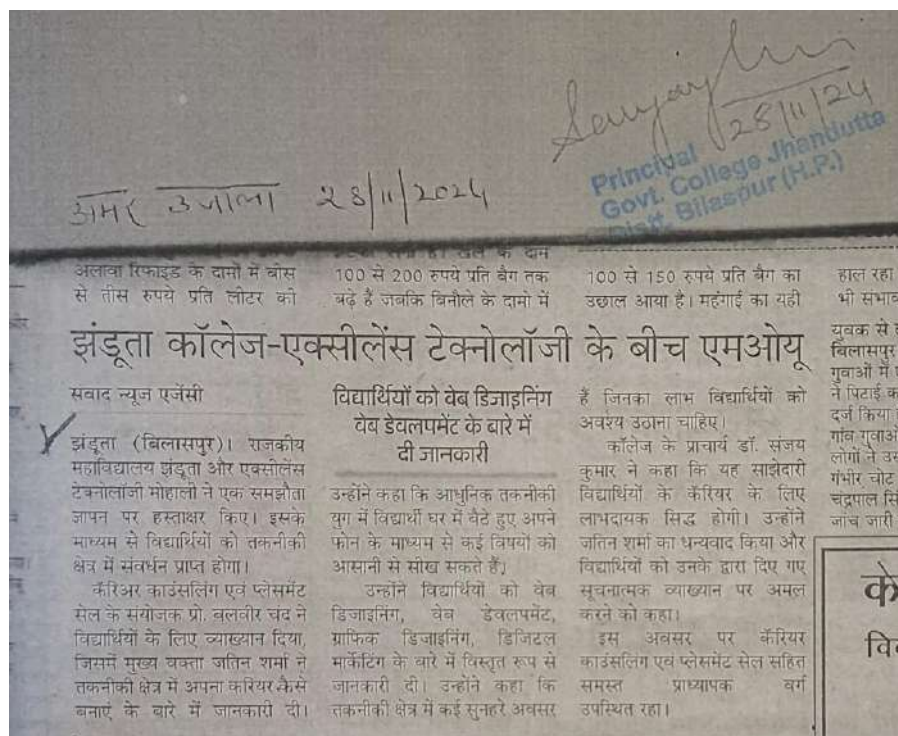 Sanjay
28/11/24
Principal
Govt. College Jhandutta
Distt. Bilaspur (H.P.)
अमर उजाला 28/11/2024
अलावा रिफाइंड के दामों में बीस
से तीस रुपये प्रति लीटर की
के दाम
100 से 200 रुपये प्रति बैग तक
बढ़े हैं जबकि बिनौले के दामों में
100 से 150 रुपये प्रति बैग का
उछाल आया है। महंगाई का यही
झंडूता कॉलेज-एक्सीलेंस टेक्नोलॉजी के बीच एमओयू
संवाद न्यूज एजेंसी
झंडूता (बिलासपुर)। राजकीय
महाविद्यालय झंडूता और एक्सीलेंस
टेक्नोलॉजी मोहाली ने एक समझौता
ज्ञापन पर हस्ताक्षर किए। इसके
माध्यम से विद्यार्थियों को तकनीकी
क्षेत्र में संवर्धन प्राप्त होगा।
कॅरिअर काउंसलिंग एवं प्लेसमेंट
सेल के संयोजक प्रो. बलवीर चंद ने
विद्यार्थियों के लिए व्याख्यान दिया,
जिसमें मुख्य वक्ता जतिन शर्मा ने
तकनीकी क्षेत्र में अपना करियर कैसे
बनाएं के बारे में जानकारी दी।
विद्यार्थियों को वेब डिजाइनिंग
वेब डेवलपमेंट के बारे में
दी जानकारी
उन्होंने कहा कि आधुनिक तकनीकी
युग में विद्यार्थी घर में बैठे हुए अपने
फोन के माध्यम से कई विषयों को
आसानी से सीख सकते हैं।
उन्होंने विद्यार्थियों को वेब
डिजाइनिंग, वेब डेवलपमेंट,
ग्राफिक डिजाइनिंग, डिजिटल
मार्केटिंग के बारे में विस्तृत रूप से
जानकारी दी। उन्होंने कहा कि
तकनीकी क्षेत्र में कई सुनहरे अवसर
हैं जिनका लाभ विद्यार्थियों को
अवश्य उठाना चाहिए।
कॉलेज के प्राचार्य डॉ. संजय
कुमार ने कहा कि यह साझेदारी
विद्यार्थियों के कॅरियर के लिए
लाभदायक सिद्ध होगी। उन्होंने
जतिन शर्मा का धन्यवाद किया और
विद्यार्थियों को उनके द्वारा दिए गए
सूचनात्मक व्याख्यान पर अमल
करने को कहा।
इस अवसर पर कॅरियर
काउंसलिंग एवं प्लेसमेंट सेल सहित
समस्त प्राध्यापक वर्ग
उपस्थित रहा।
हाल रहा
भी संभाव
युवक से
बिलासपुर
गुवाओं में
ने पिटाई क
दर्ज किया
गांव गुवाओं
लोगों ने उस
गंभीर चोट
चंद्रपाल सिं
जांच जारी
के
वि